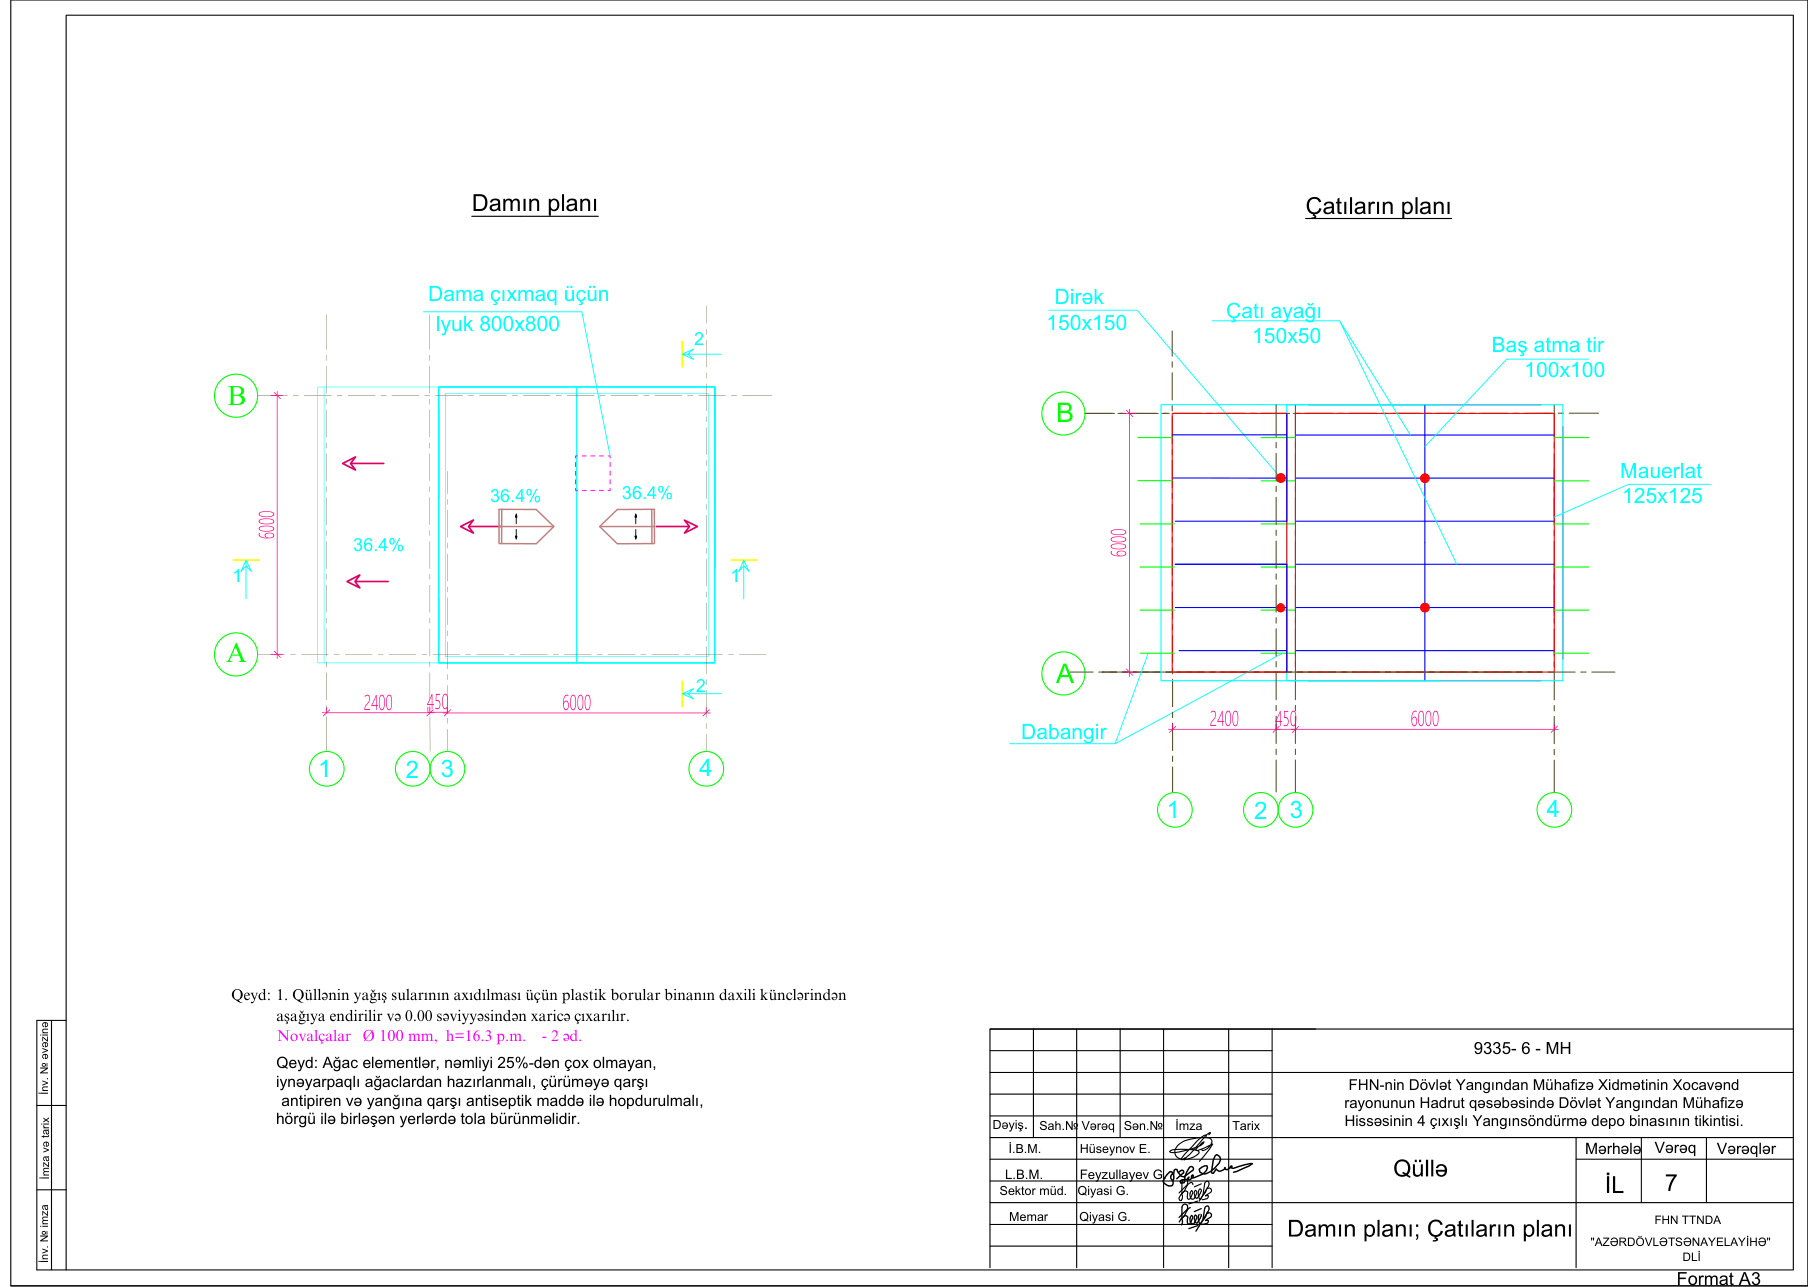 Damın planı
Dama çıxmaq üçün
lyuk 800x800
2
B
36.4%
36.4%
36.4%
6000
1
1
A
2
2400
450
6000
1
2
3
4
Çatıların planı
Dirək
150x150
Çatı ayağı
150x50
Baş atma tir
100x100
B
Mauerlat
125x125
6000
A
Dabangir
2400
450
6000
1
2
3
4
Qeyd: 1. Qüllənin yağış sularının axıdılması üçün plastik borular binanın daxili künclərindən
aşağıya endirilir və 0.00 səviyyəsindən xaricə çıxarılır.
Novalçalar Ø 100 mm, h=16.3 p.m. - 2 əd.
Qeyd: Ağac elementlər, nəmliyi 25%-dən çox olmayan,
iynəyarpaqlı ağaclardan hazırlanmalı, çürüməyə qarşı
antipiren və yanğına qarşı antiseptik maddə ilə hopdurulmalı,
hörgü ilə birləşən yerlərdə tola bürünməlidir.
İnv. № əvəzinə
İmza və tarix
İnv. № imza
9335- 6 - MH
FHN-nin Dövlət Yangından Mühafizə Xidmətinin Xocavənd
rayonunun Hadrut qəsəbəsində Dövlət Yangından Mühafizə
Hissəsinin 4 çıxışlı Yangınsöndürmə depo binasının tikintisi.
Dəyiş. Sah.№ Vərəq Sən.№ İmza Tarix
İ.B.M. Hüseynov E.
L.B.M. Feyzullayev G
Sektor müd. Qiyasi G.
Memar Qiyasi G.
Qüllə
Mərhələ Vərəq Vərəqlər
İL 7
Damın planı; Çatıların planı
FHN TTNDA
"AZƏRDÖVLƏTSƏNAYELAYİHƏ"
DLİ
Format A3